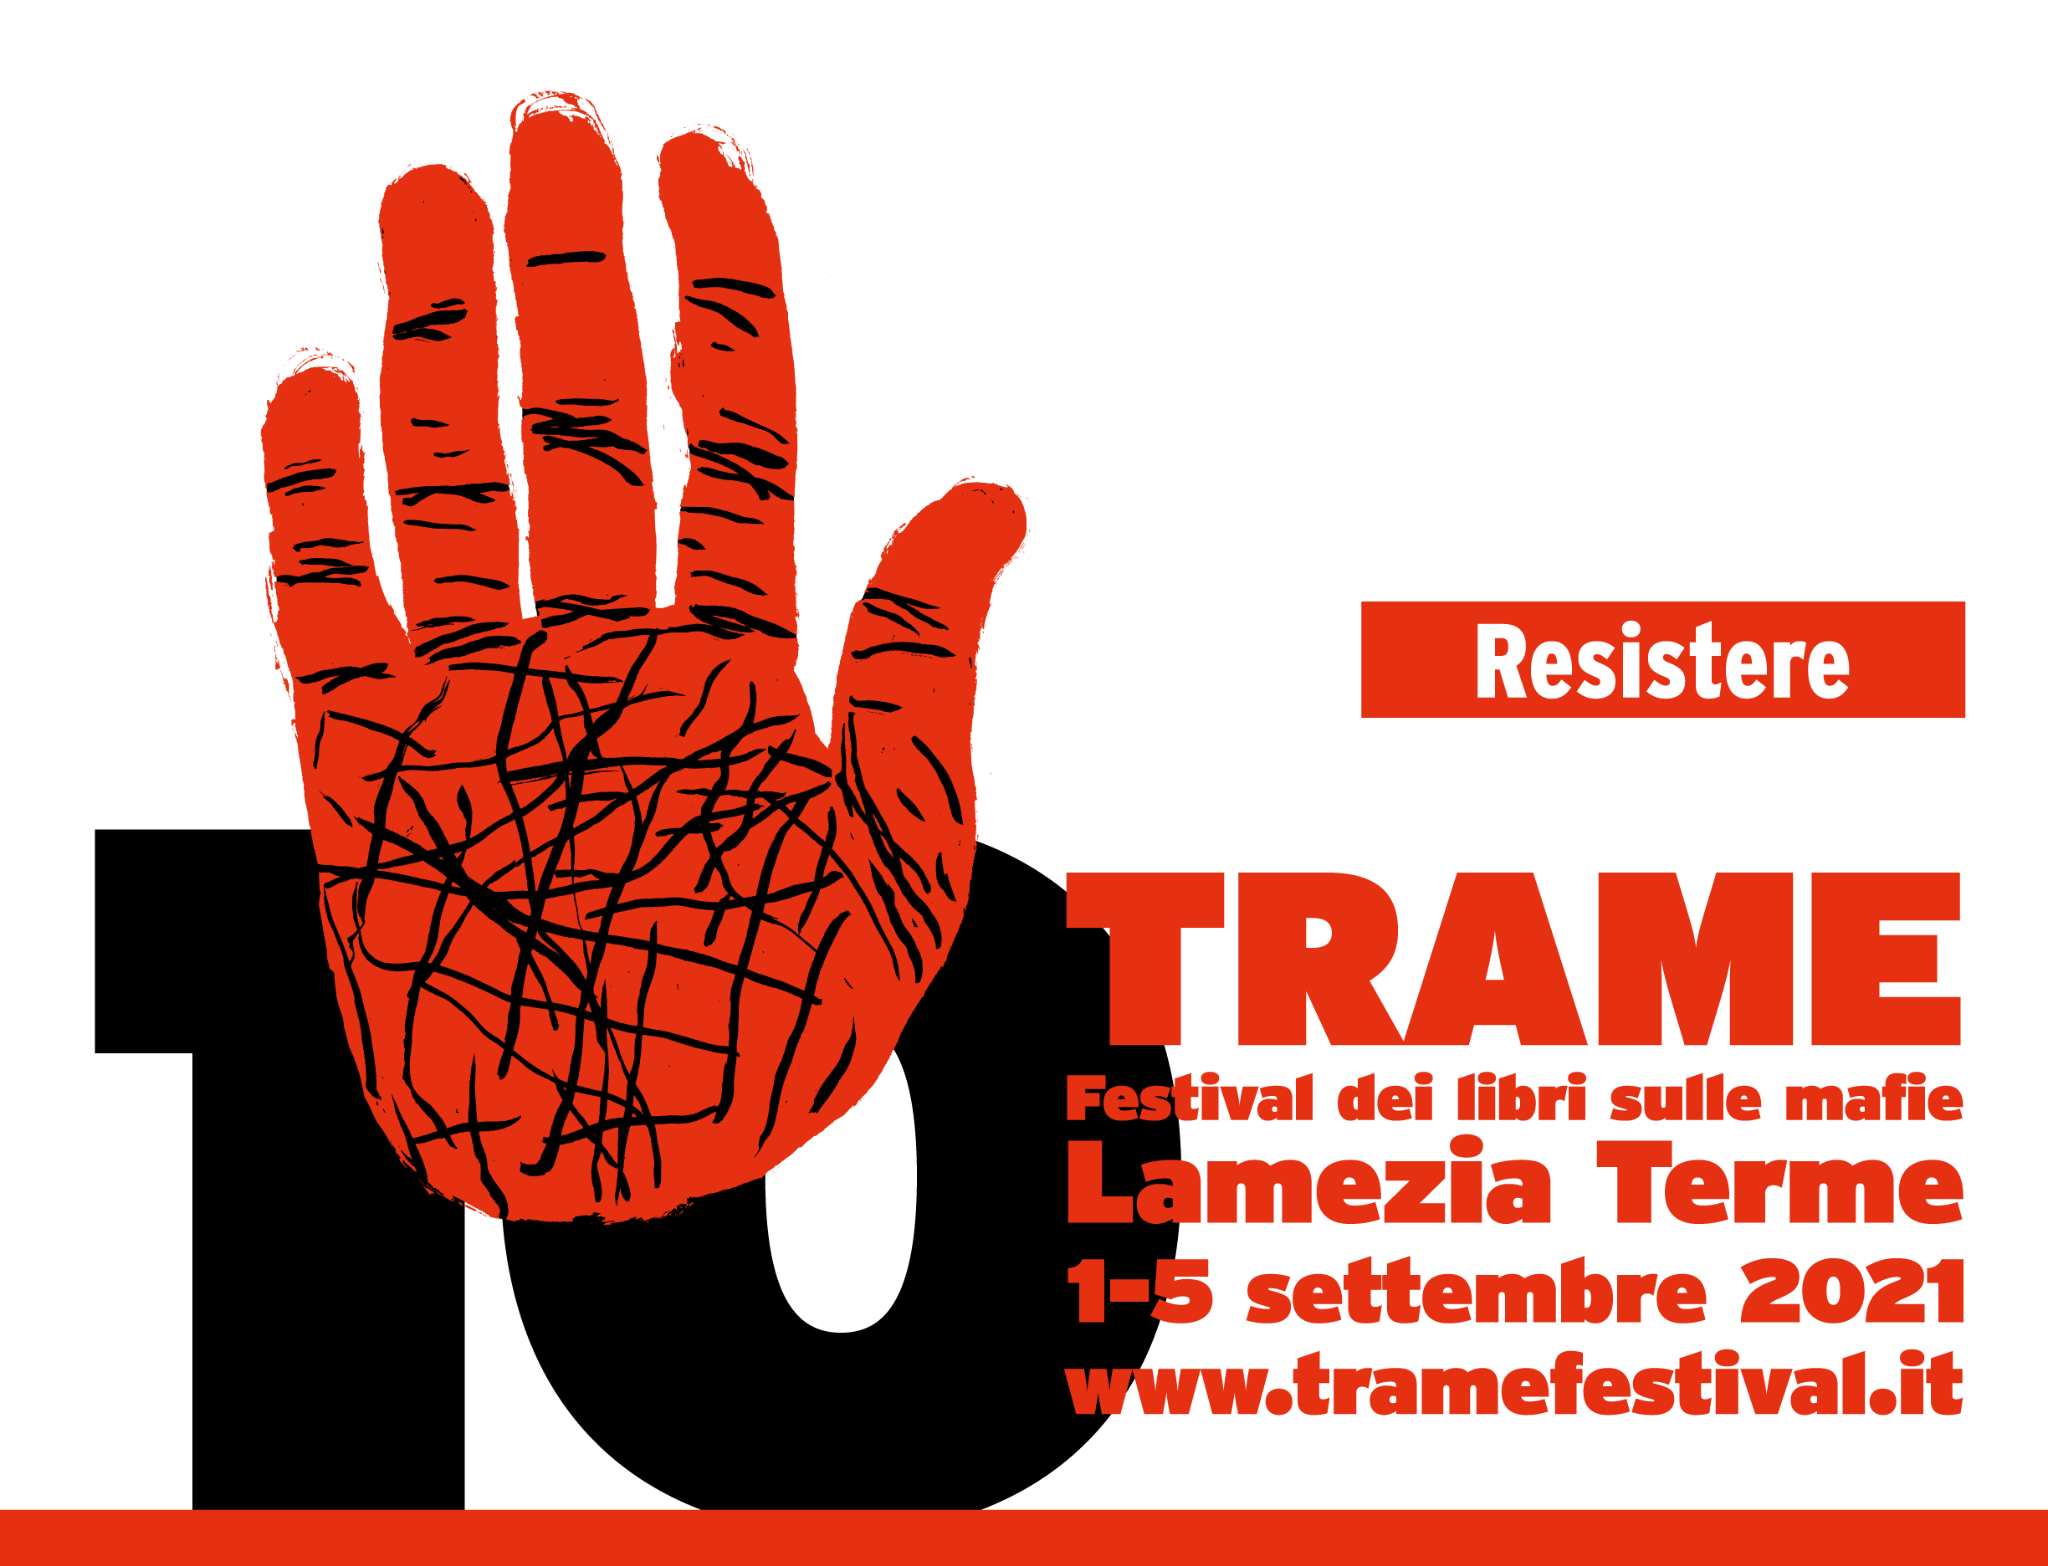 10
Resistere
TRAME
Festival dei libri sulle mafie
Lamezia Terme
1-5 settembre 2021
www.tramefestival.it